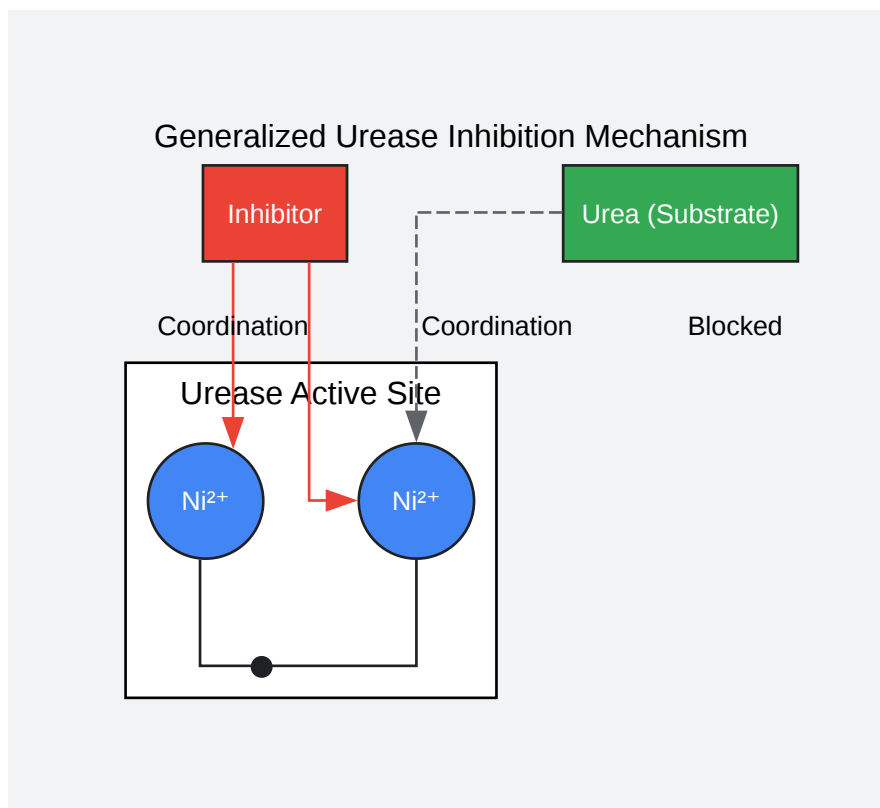 Generalized Urease Inhibition Mechanism
Inhibitor
Urea (Substrate)
Coordination
Coordination
Blocked
Urease Active Site
Ni²⁺
Ni²⁺